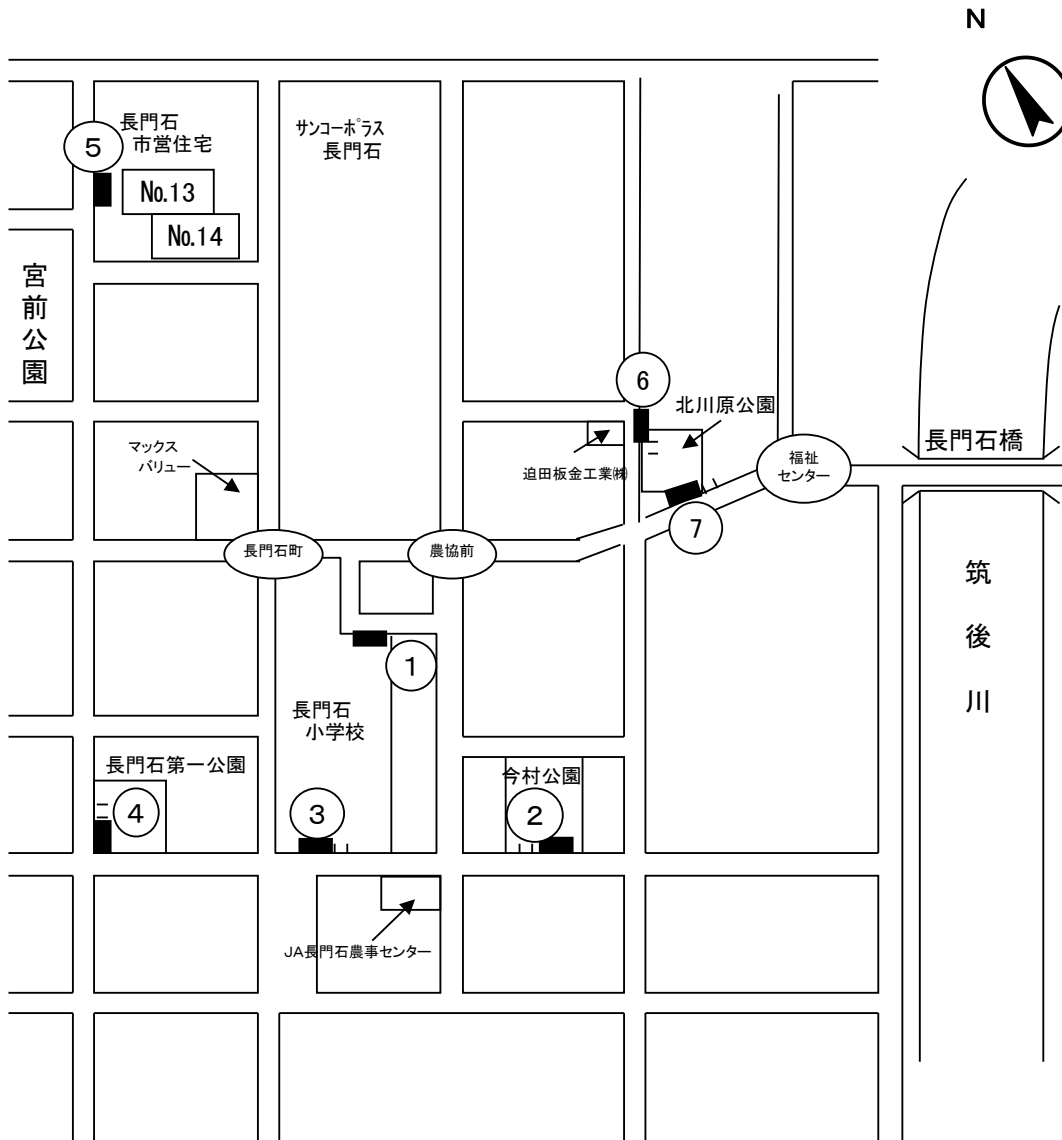 N
長門石
市営住宅
サンコーポラス
長門石
5
No.13
No.14
宮前公園
6
北川原公園
マックス
バリュー
迫田板金工業㈱
福祉
センター
長門石橋
7
長門石町
農協前
筑後川
1
長門石
小学校
長門石第一公園
今村公園
4
3
2
JA長門石農事センター